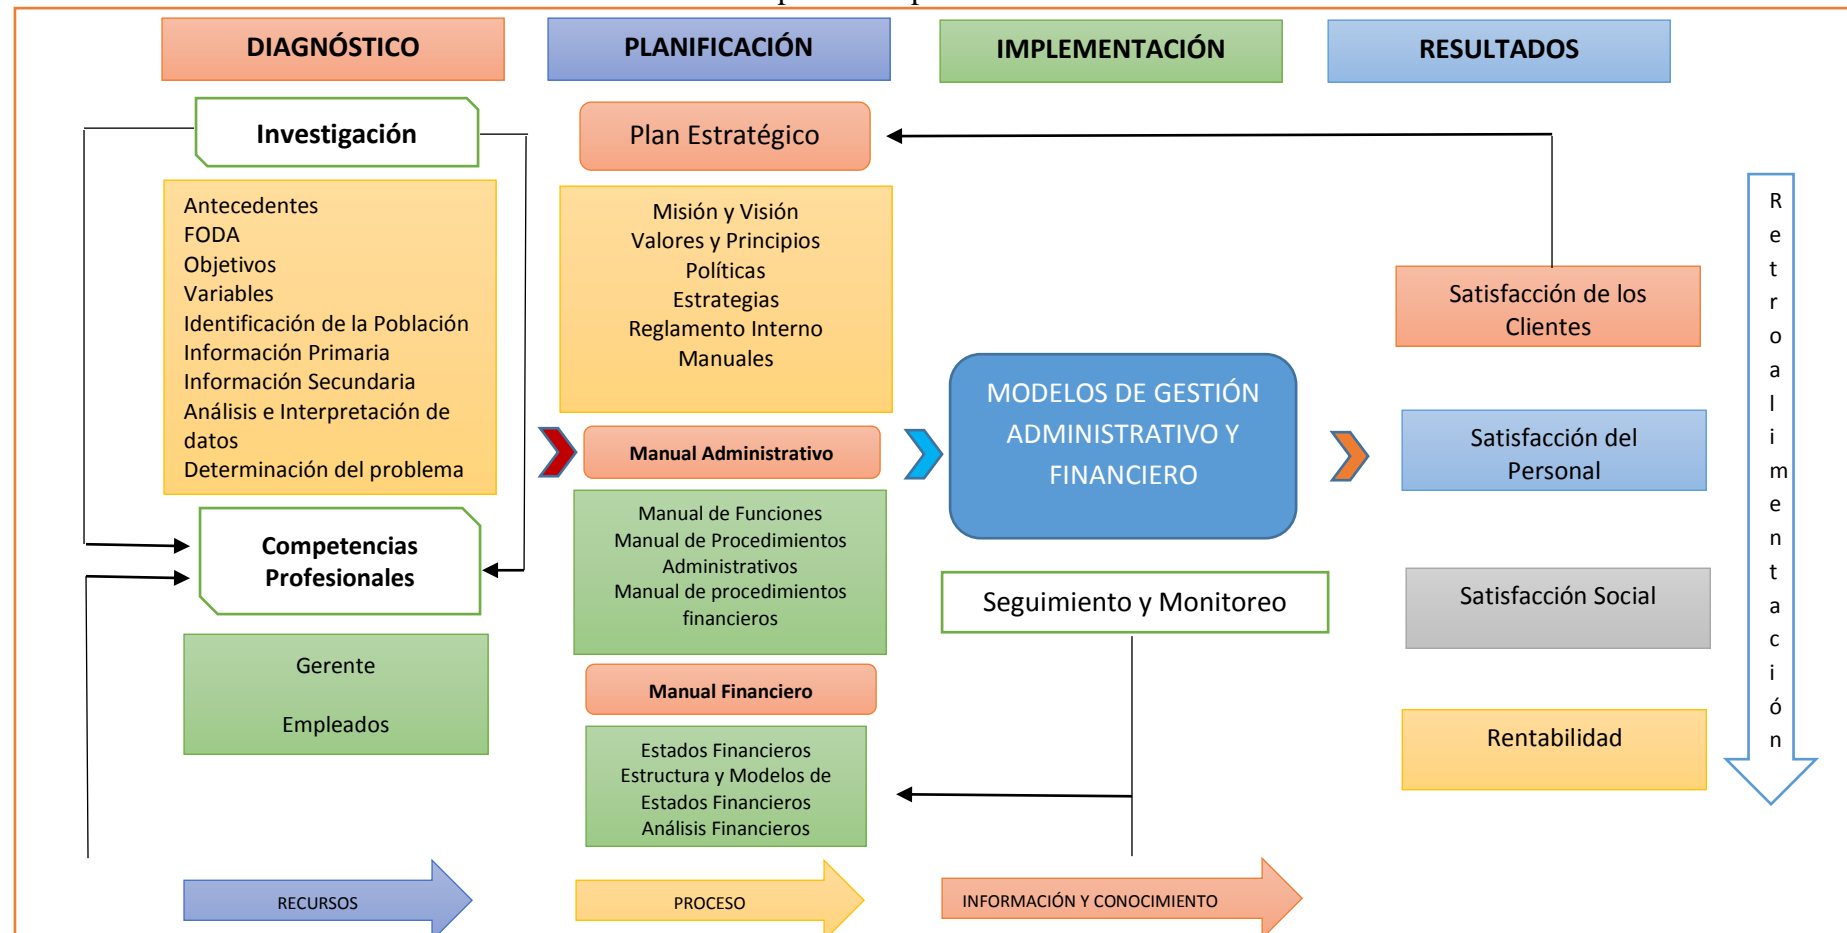 DIAGNÓSTICO
PLANIFICACIÓN
IMPLEMENTACIÓN
RESULTADOS
Investigación
Antecedentes
FODA
Objetivos
Variables
Identificación de la Población
Información Primaria
Información Secundaria
Análisis e Interpretación de
datos
Determinación del problema
Competencias
Profesionales
Gerente
Empleados
Plan Estratégico
Misión y Visión
Valores y Principios
Políticas
Estrategias
Reglamento Interno
Manuales
Manual Administrativo
Manual de Funciones
Manual de Procedimientos
Administrativos
Manual de procedimientos
financieros
Manual Financiero
Estados Financieros
Estructura y Modelos de
Estados Financieros
Análisis Financieros
MODELOS DE GESTIÓN
ADMINISTRATIVO Y
FINANCIERO
Seguimiento y Monitoreo
Satisfacción de los
Clientes
Satisfacción del
Personal
Satisfacción Social
Rentabilidad
Retroalimentación
RECURSOS
PROCESO
INFORMACIÓN Y CONOCIMIENTO